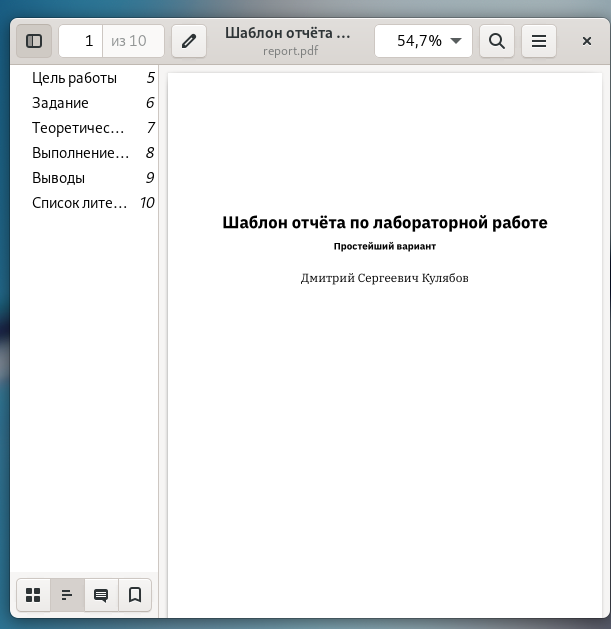 1 из 10
Шаблон отчёта ...
report.pdf
54,7%
Цель работы 5
Задание 6
Теоретичес... 7
Выполнение... 8
Выводы 9
Список лите... 10
Шаблон отчёта по лабораторной работе
Простейший вариант
Дмитрий Сергеевич Кулябов